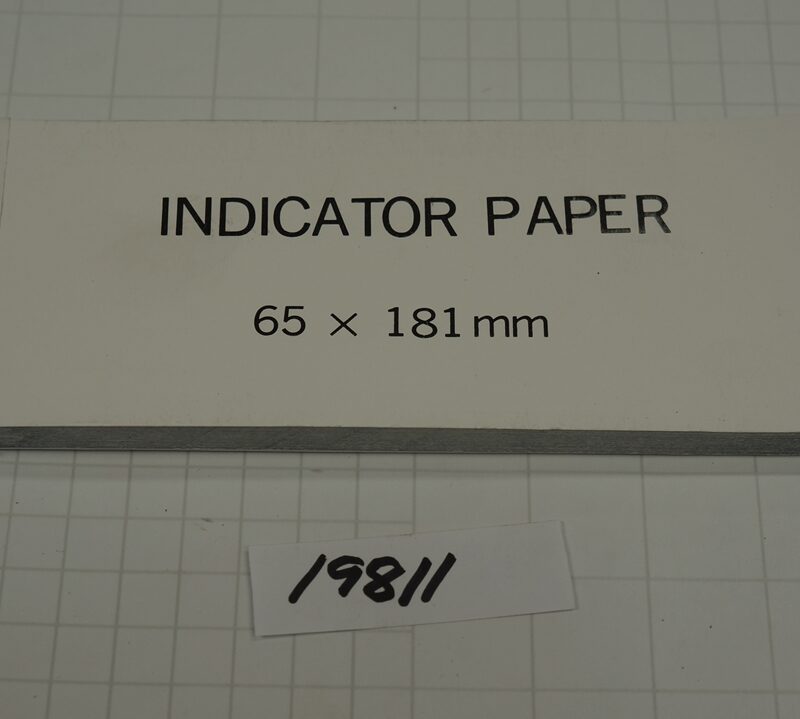 INDICATOR PAPER
65 × 181mm
19811